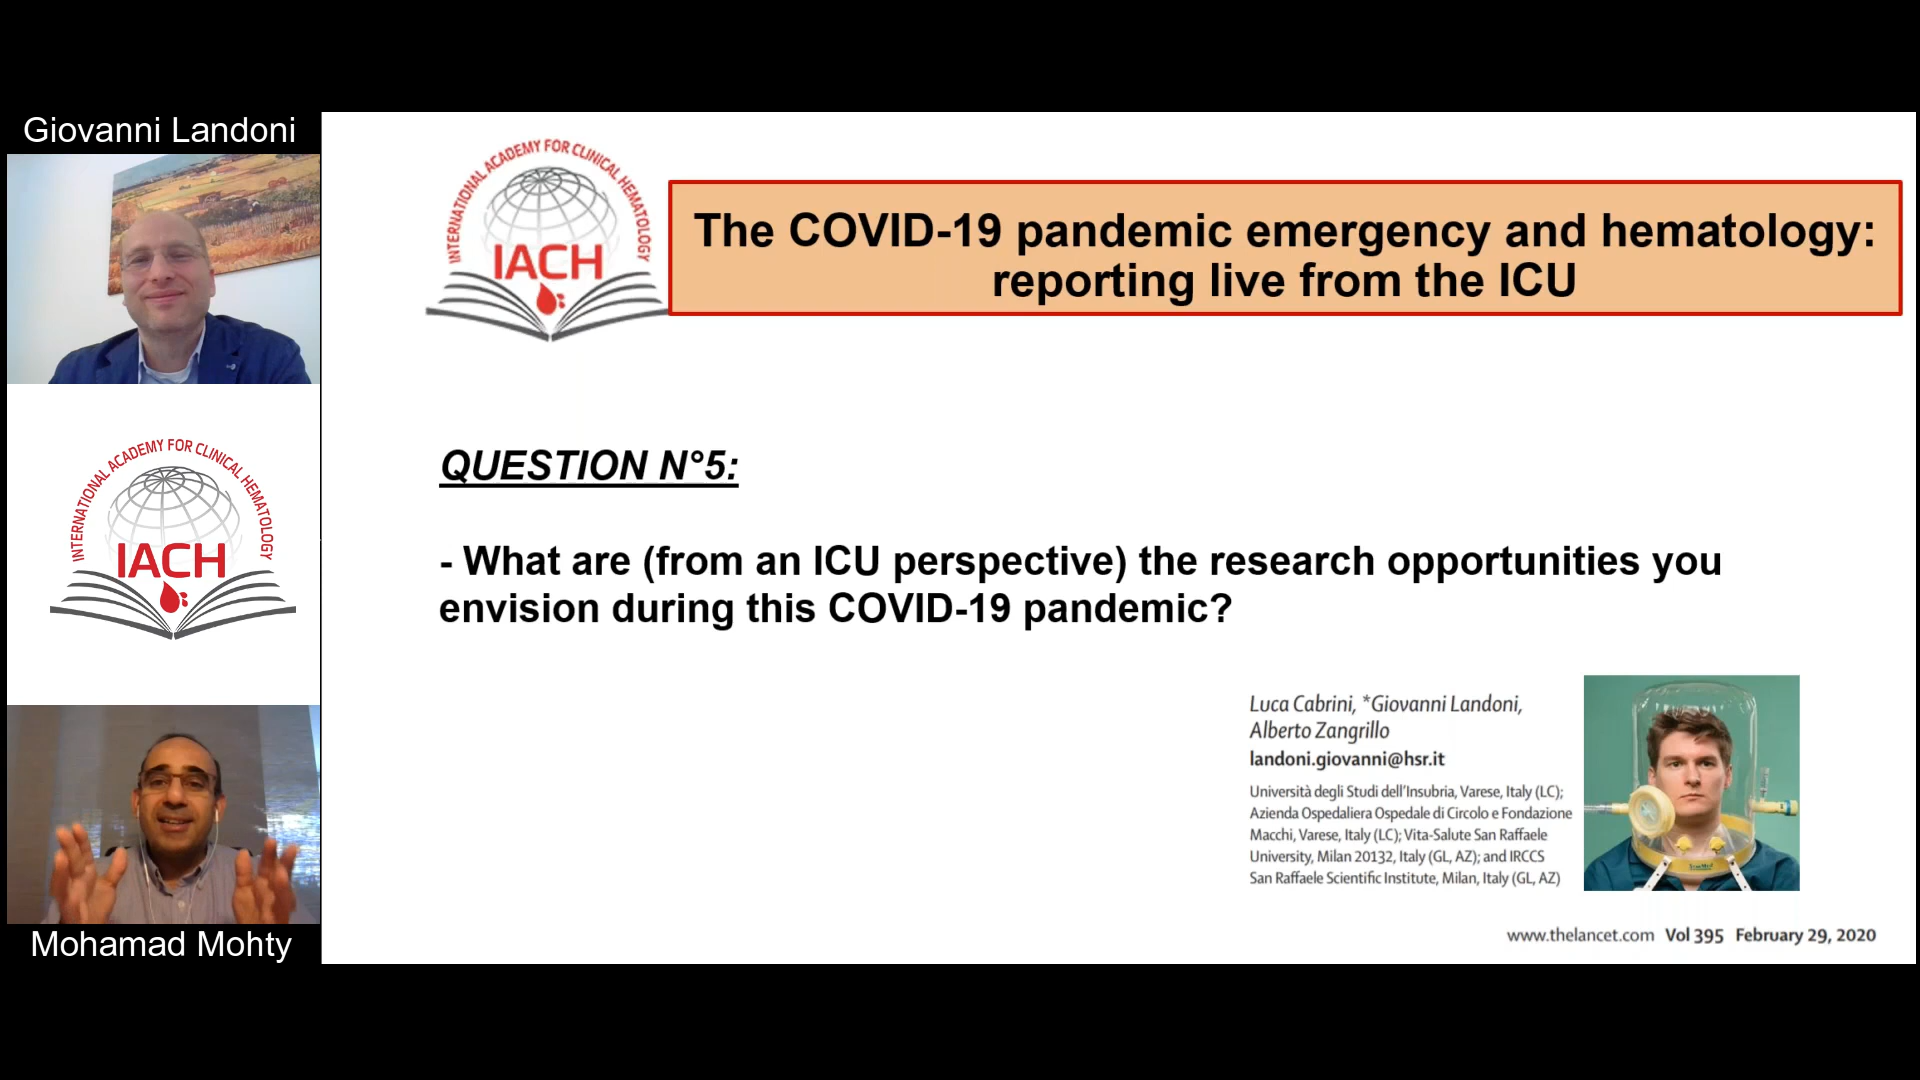 Giovanni Landoni
INTERNATIONAL ACADEMY FOR CLINICAL HEMATOLOGY
IACH
The COVID-19 pandemic emergency and hematology:
reporting live from the ICU
INTERNATIONAL ACADEMY FOR CLINICAL HEMATOLOGY
IACH
QUESTION N°5:
- What are (from an ICU perspective) the research opportunities you
envision during this COVID-19 pandemic?
Luca Cabrini, *Giovanni Landoni,
Alberto Zangrillo
landoni.giovanni@hsr.it
Università degli Studi dell'Insubria, Varese, Italy (LC);
Azienda Ospedaliera Ospedale di Circolo e Fondazione
Macchi, Varese, Italy (LC); Vita-Salute San Raffaele
University, Milan 20132, Italy (GL, AZ); and IRCCS
San Raffaele Scientific Institute, Milan, Italy (GL, AZ)
www.thelancet.com Vol 395 February 29, 2020
Mohamad Mohty